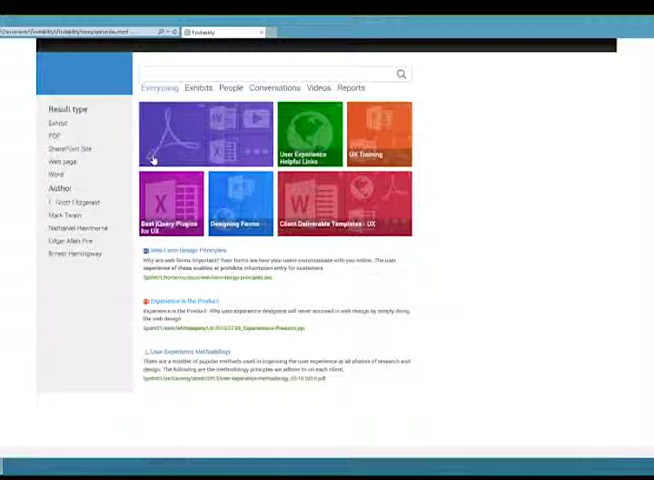 Findability
Everything Exhibits People Conversations Videos Reports
Result type
Exhibit
PDF
SharePoint Site
Web page
Word
Author
F. Scott Fitzgerald
Mark Twain
Nathaniel Hawthorne
Edgar Allan Poe
Ernest Hemingway
User Experience
Helpful Links
UX Training
Best jQuery Plugins
for UX
Designing Forms
Client Deliverable Templates - UX
Web Form Design Principles
Why are web forms important? Your forms are how your users communicate with you online. The user
experience of these enables or prohibits information entry for customers
Experience is the Product
Experience is the Product: Why user experience designers will never succeed in web design by simply doing
the web design
User Experience Methodology
There are a number of popular methods used in improving the user experience at all phases of research and
design. The following are the methodology principles we adhere to on each client.